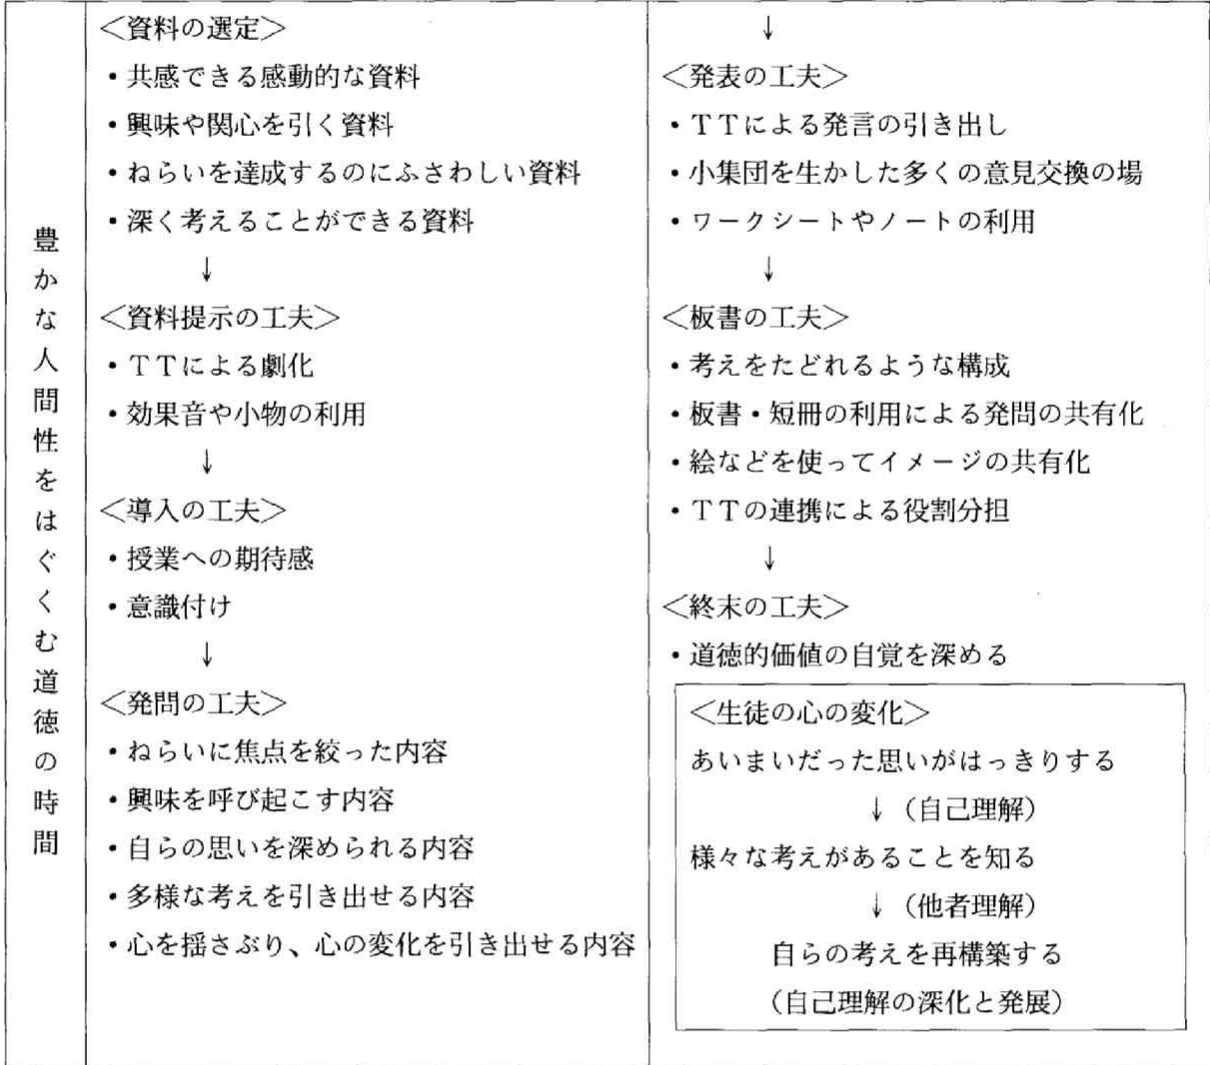 豊かな人間性をはぐくむ道徳の時間
＜資料の選定＞
・共感できる感動的な資料
・興味や関心を引く資料
・ねらいを達成するのにふさわしい資料
・深く考えることができる資料
↓
＜資料提示の工夫＞
・ＴＴによる劇化
・効果音や小物の利用
↓
＜導入の工夫＞
・授業への期待感
・意識付け
↓
＜発問の工夫＞
・ねらいに焦点を絞った内容
・興味を呼び起こす内容
・自らの思いを深められる内容
・多様な考えを引き出せる内容
・心を揺さぶり、心の変化を引き出せる内容
↓
＜発表の工夫＞
・ＴＴによる発言の引き出し
・小集団を生かした多くの意見交換の場
・ワークシートやノートの利用
↓
＜板書の工夫＞
・考えをたどれるような構成
・板書・短冊の利用による発問の共有化
・絵などを使ってイメージの共有化
・ＴＴの連携による役割分担
↓
＜終末の工夫＞
・道徳的価値の自覚を深める
＜生徒の心の変化＞
あいまいだった思いがはっきりする
↓（自己理解）
様々な考えがあることを知る
↓（他者理解）
自らの考えを再構築する
（自己理解の深化と発展）